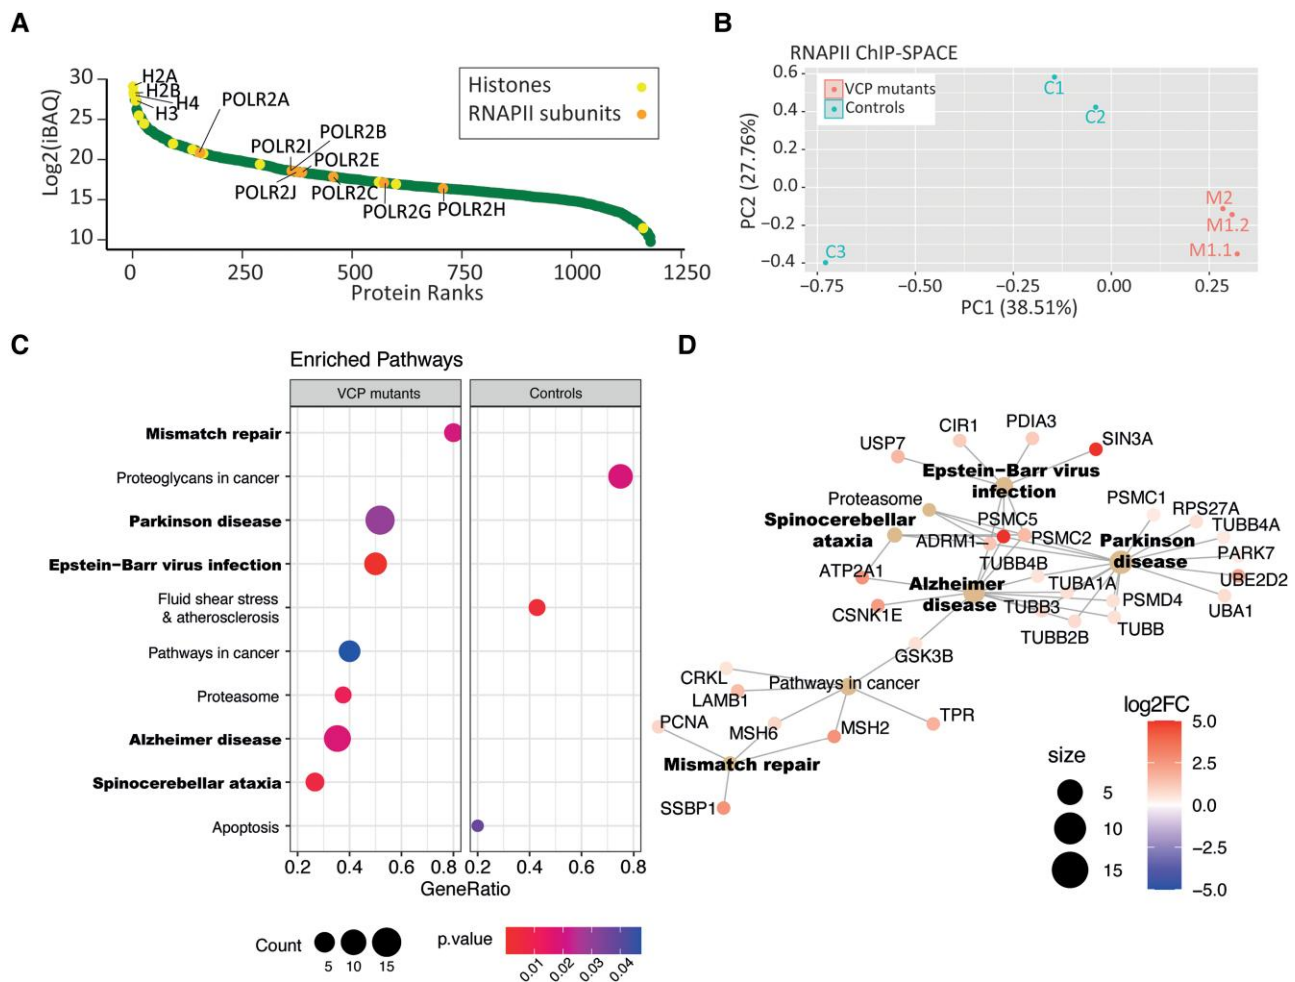 A
Log2(iBAQ)
30
25
20
15
10
H2A
H2B
H4
H3
POLR2A
POLR2I
POLR2B
POLR2E
POLR2J
POLR2C
POLR2G
POLR2H
Histones
RNAPII subunits
0
250
500
750
1000
1250
Protein Ranks
B
RNAPII ChIP-SPACE
VCP mutants
Controls
C1
C2
C3
M2
M1.2
M1.1
PC2 (27.76%)
0.6
0.4
0.2
0.0
−0.2
−0.4
−0.75
−0.50
−0.25
0.00
0.25
PC1 (38.51%)
C
Enriched Pathways
VCP mutants
Controls
Mismatch repair
Proteoglycans in cancer
Parkinson disease
Epstein−Barr virus infection
Fluid shear stress
& atherosclerosis
Pathways in cancer
Proteasome
Alzheimer disease
Spinocerebellar ataxia
Apoptosis
0.2 0.4 0.6 0.8
0.2 0.4 0.6 0.8
GeneRatio
Count
5 10 15
p.value
0.01 0.02 0.03 0.04
D
CIR1
PDIA3
SIN3A
USP7
Epstein−Barr virus
infection
Proteasome
Spinocerebellar
ataxia
PSMC5
ADRM1
PSMC2
PSMC1
RPS27A
TUBB4A
Parkinson
disease
PARK7
UBE2D2
UBA1
TUBB4B
ATP2A1
Alzheimer
disease
TUBA1A
CSNK1E
TUBB3
PSMD4
TUBB2B
TUBB
GSK3B
CRKL
LAMB1
Pathways in cancer
PCNA
MSH6
MSH2
TPR
Mismatch repair
SSBP1
size
5
10
15
log2FC
5.0
2.5
0.0
−2.5
−5.0